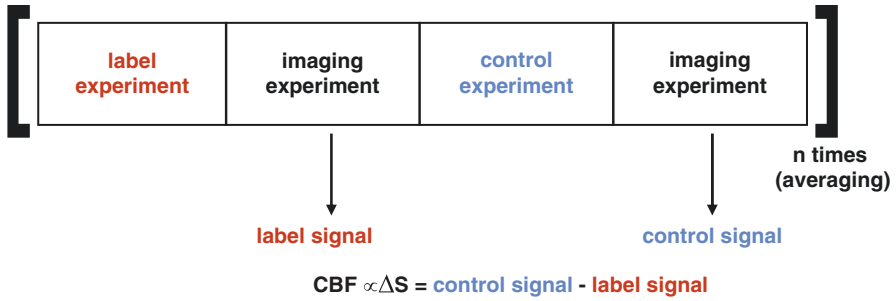 label experiment
imaging experiment
control experiment
imaging experiment
n times
(averaging)
label signal
control signal
CBF ∝ΔS = control signal - label signal